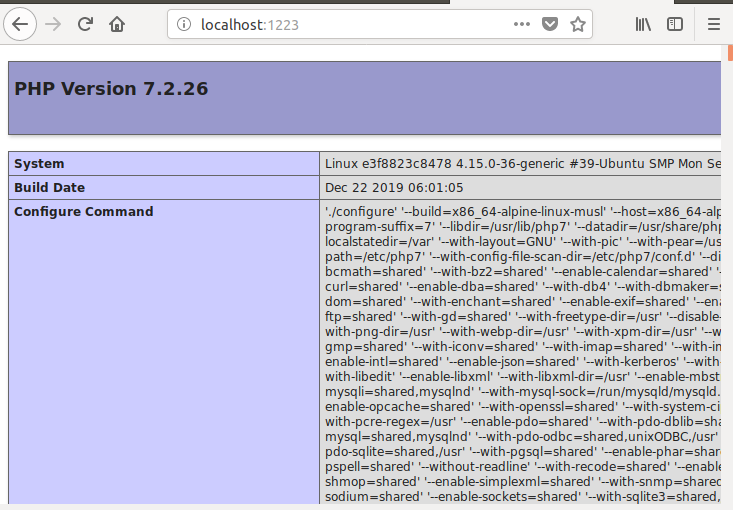 localhost:1223
PHP Version 7.2.26
System Linux e3f8823c8478 4.15.0-36-generic #39-Ubuntu SMP Mon Se
Build Date Dec 22 2019 06:01:05
Configure Command './configure' '--build=x86_64-alpine-linux-musl' '--host=x86_64-alp
program-suffix=7' '--libdir=/usr/lib/php7' '--datadir=/usr/share/php
localstatedir=/var' '--with-layout=GNU' '--with-pic' '--with-pear=/us
path=/etc/php7' '--with-config-file-scan-dir=/etc/php7/conf.d' '--di
bcmath=shared' '--with-bz2=shared' '--enable-calendar=shared' '-
curl=shared' '--enable-dba=shared' '--with-db4' '--with-dbmaker=s
dom=shared' '--with-enchant=shared' '--enable-exif=shared' '--ena
ftp=shared' '--with-gd=shared' '--with-freetype-dir=/usr' '--disable-
with-png-dir=/usr' '--with-webp-dir=/usr' '--with-xpm-dir=/usr' '--w
gmp=shared' '--with-iconv=shared' '--with-imap=shared' '--with-im
enable-intl=shared' '--enable-json=shared' '--with-kerberos' '--with-
with-libedit' '--enable-libxml' '--with-libxml-dir=/usr' '--enable-mbst
mysqli=shared,mysqlnd' '--with-mysql-sock=/run/mysqld/mysqld.
enable-opcache=shared' '--with-openssl=shared' '--with-system-ci
with-pcre-regex=/usr' '--enable-pdo=shared' '--with-pdo-dblib=sha
mysql=shared,mysqlnd' '--with-pdo-odbc=shared,unixODBC,/usr'
pdo-sqlite=shared,/usr' '--with-pgsql=shared' '--enable-phar=share
pspell=shared' '--without-readline' '--with-recode=shared' '--enable
shmop=shared' '--enable-simplexml=shared' '--with-snmp=shared
sodium=shared' '--enable-sockets=shared' '--with-sqlite3=shared,